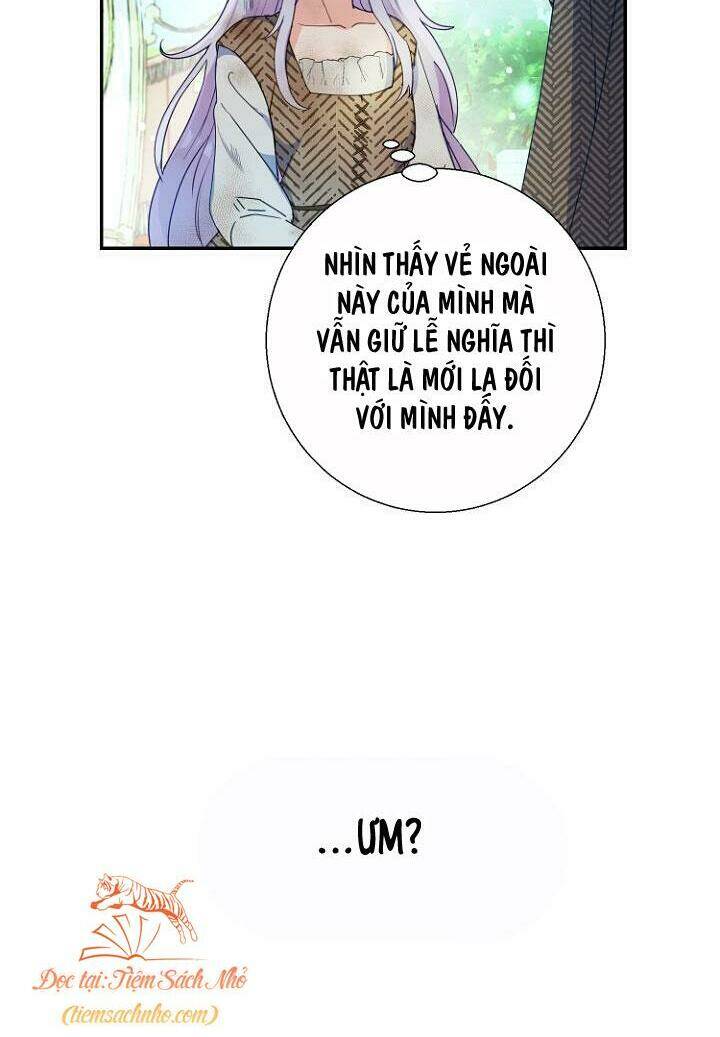 NHÌN THẤY VẺ NGOÀI
NÀY CỦA MÌNH MÀ
VẪN GIỮ LỄ NGHĨA THÌ
THẬT LÀ MỚI LẠ ĐỐI
VỚI MÌNH ĐẤY.
...ƯM?
Đọc tại: Tiệm Sách Nhỏ
(tiemsachnho.com)